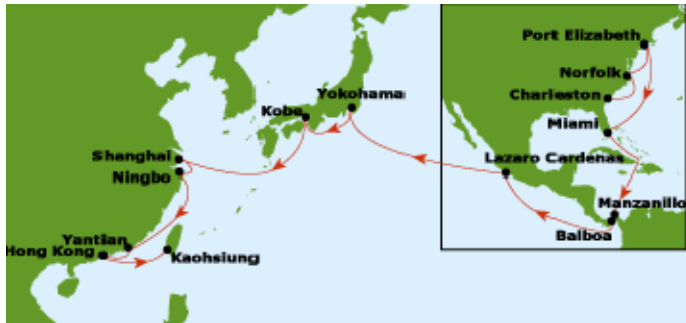 Port Elizabeth
Norfolk
Charleston
Miami
Yokohama
Kobe
Lazaro Cardenas
Shanghai
Ningbo
Manzanillo
Balboa
Yantian
Hong Kong
Kaohsiung